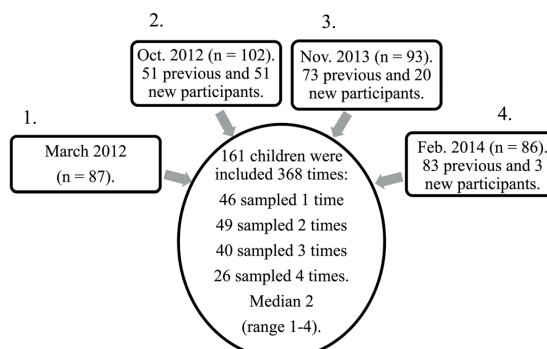 1.
March 2012
(n = 87).
2.
Oct. 2012 (n = 102).
51 previous and 51
new participants.
3.
Nov. 2013 (n = 93).
73 previous and 20
new participants.
4.
Feb. 2014 (n = 86).
83 previous and 3
new participants.
161 children were
included 368 times:
46 sampled 1 time
49 sampled 2 times
40 sampled 3 times
26 sampled 4 times.
Median 2
(range 1-4).